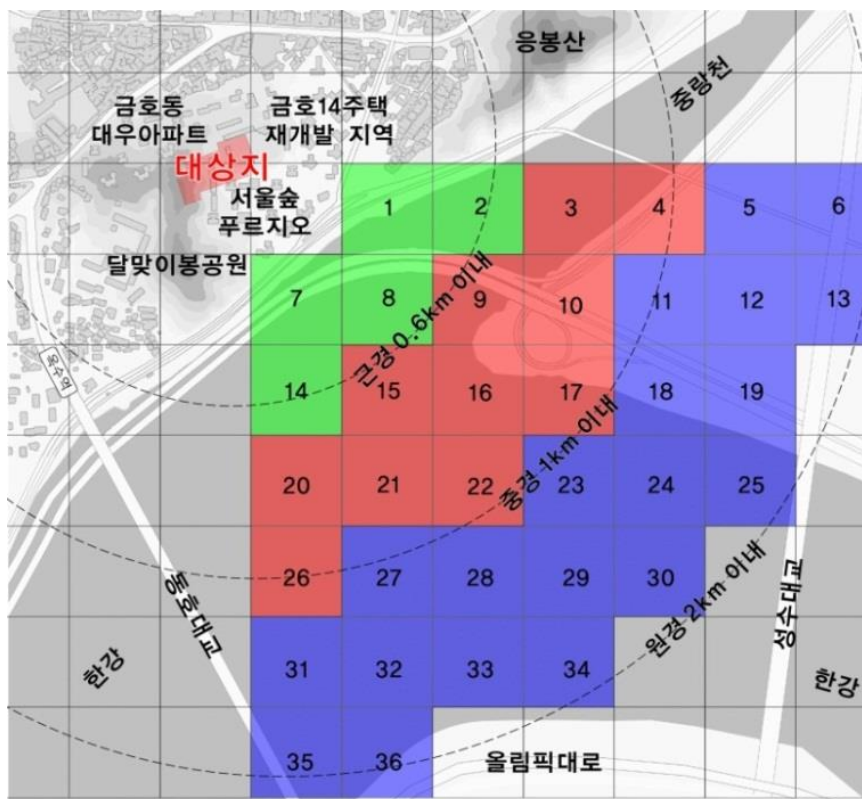 응봉산
중랑천
금호동
대우아파트
금호14주택
재개발 지역
대상지
서울숲
푸르지오
달맞이봉공원
1
2
3
4
5
6
7
8
9
10
11
12
13
근경 0.6km 이내
옥수역
14
15
16
17
18
19
중경 1km 이내
20
21
22
23
24
25
26
27
28
29
30
동호대교
원경 2km 이내
성수대교
한강
31
32
33
34
한강
35
36
올림픽대로